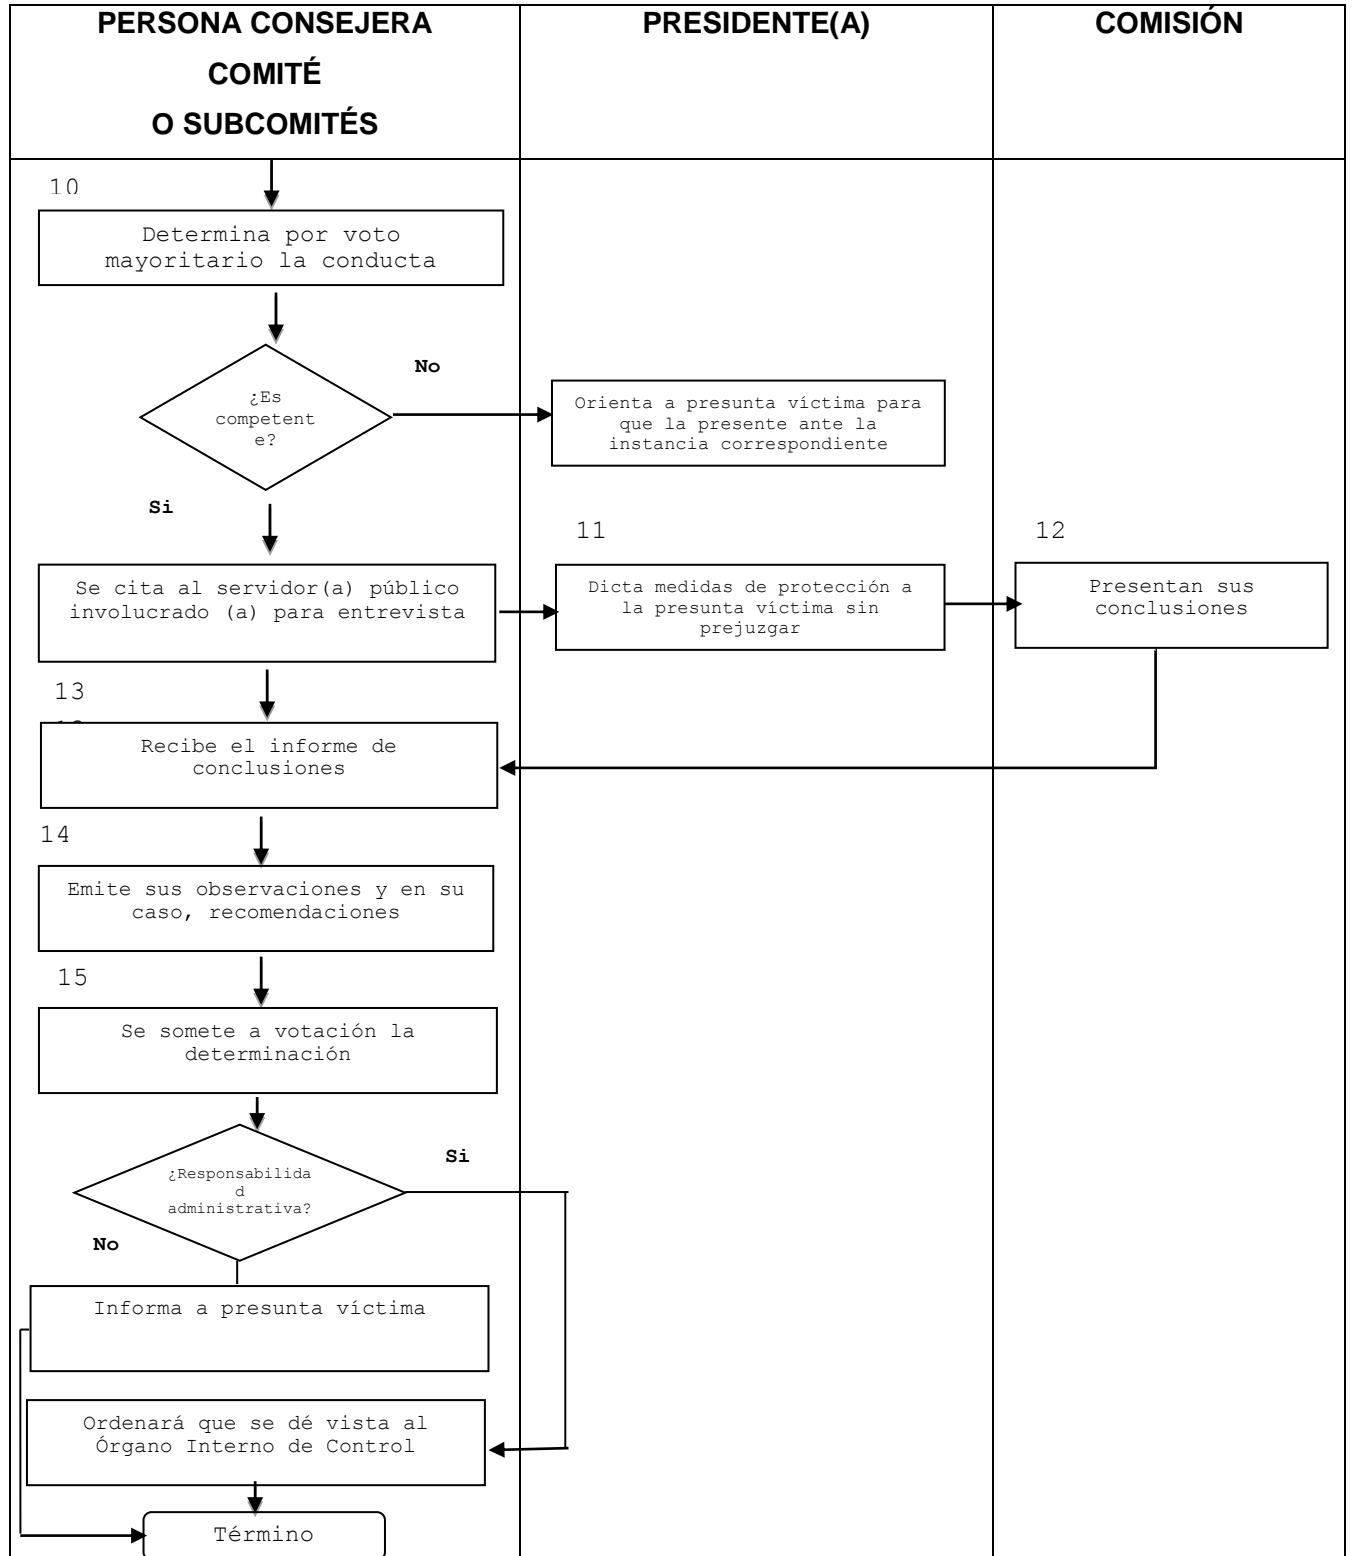 PERSONA CONSEJERA
COMITÉ
O SUBCOMITÉS
PRESIDENTE(A)
COMISIÓN
10
Determina por voto
mayoritario la conducta
¿Es
competent
e?
No
Orienta a presunta víctima para
que la presente ante la
instancia correspondiente
Si
Se cita al servidor(a) público
involucrado (a) para entrevista
11
Dicta medidas de protección a
la presunta víctima sin
prejuzgar
12
Presentan sus
conclusiones
13
Recibe el informe de
conclusiones
14
Emite sus observaciones y en su
caso, recomendaciones
15
Se somete a votación la
determinación
¿Responsabilida
d
administrativa?
Si
No
Informa a presunta víctima
Ordenará que se dé vista al
Órgano Interno de Control
Término